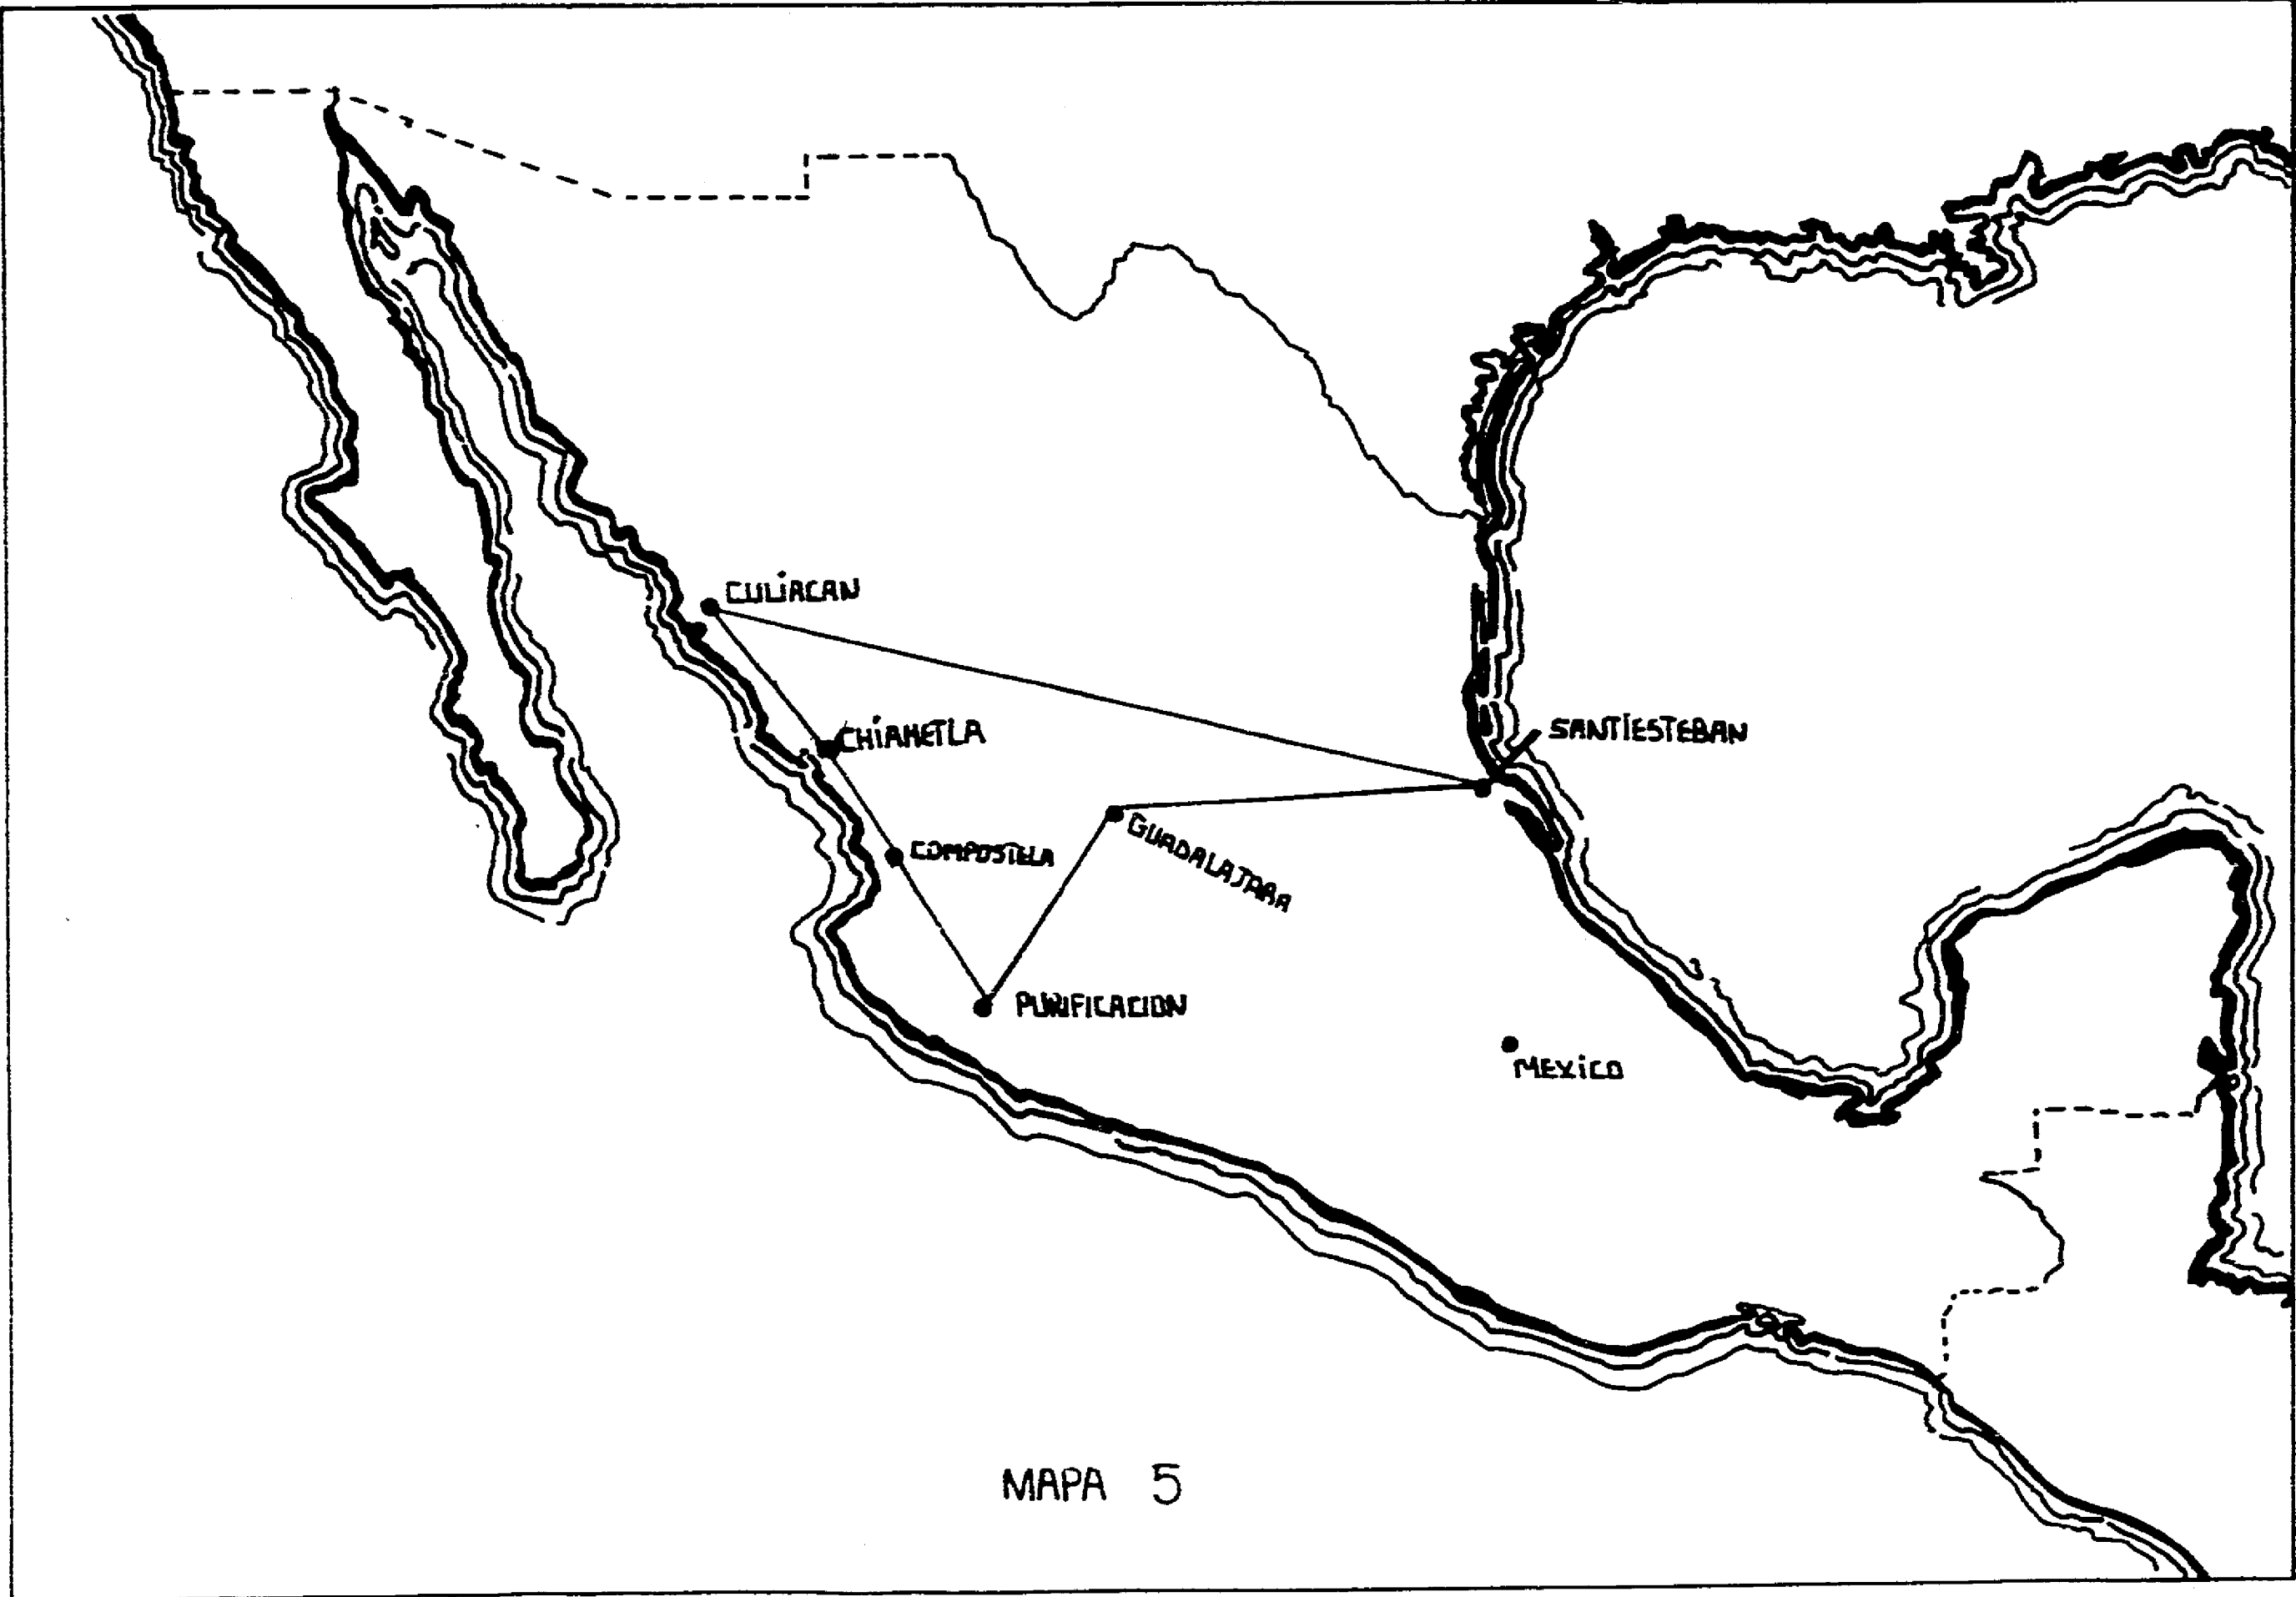 CULIACAN
CHIAMETLA
SANTIESTEBAN
GUADALAJARA
COMPOSTELA
PURIFICACION
MEXICO
MAPA 5